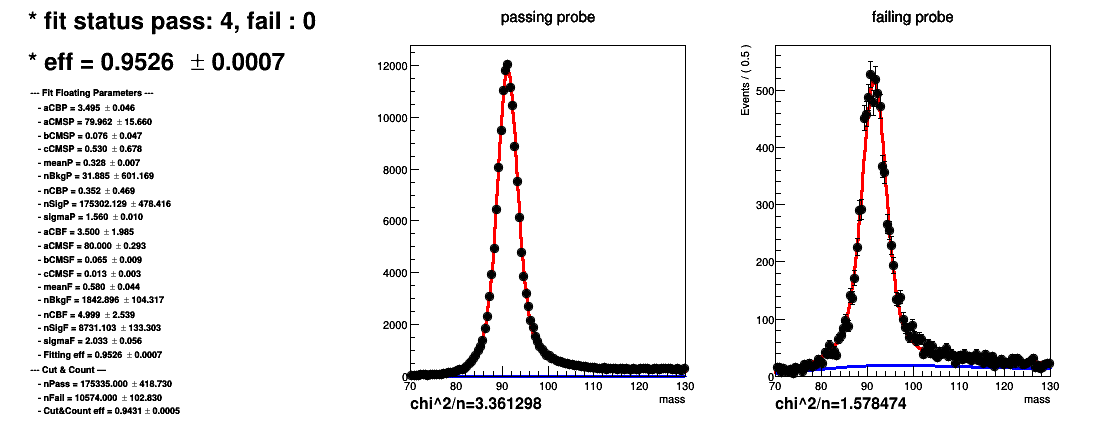 * fit status pass: 4, fail : 0
* eff = 0.9526 ± 0.0007
--- Fit Floating Parameters ---
- aCBP = 3.495 ± 0.046
- aCMSP = 79.962 ± 15.660
- bCMSP = 0.076 ± 0.047
- cCMSP = 0.530 ± 0.678
- meanP = 0.328 ± 0.007
- nBkgP = 31.885 ± 601.169
- nCBP = 0.352 ± 0.469
- nSigP = 175302.129 ± 478.416
- sigmaP = 1.560 ± 0.010
- aCBF = 3.500 ± 1.985
- aCMSF = 80.000 ± 0.293
- bCMSF = 0.065 ± 0.009
- cCMSF = 0.013 ± 0.003
- meanF = 0.580 ± 0.044
- nBkgF = 1842.896 ± 104.317
- nCBF = 4.999 ± 2.539
- nSigF = 8731.103 ± 133.303
- sigmaF = 2.033 ± 0.056
- Fitting eff = 0.9526 ± 0.0007
--- Cut & Count ---
- nPass = 175335.000 ± 418.730
- nFail = 10574.000 ± 102.830
- Cut&Count eff = 0.9431 ± 0.0005
passing probe
12000
10000
8000
6000
4000
2000
0
70 80 90 100 110 120 130
mass
chi^2/n=3.361298
failing probe
Events / ( 0.5 )
500
400
300
200
100
0
70 80 90 100 110 120 130
mass
chi^2/n=1.578474